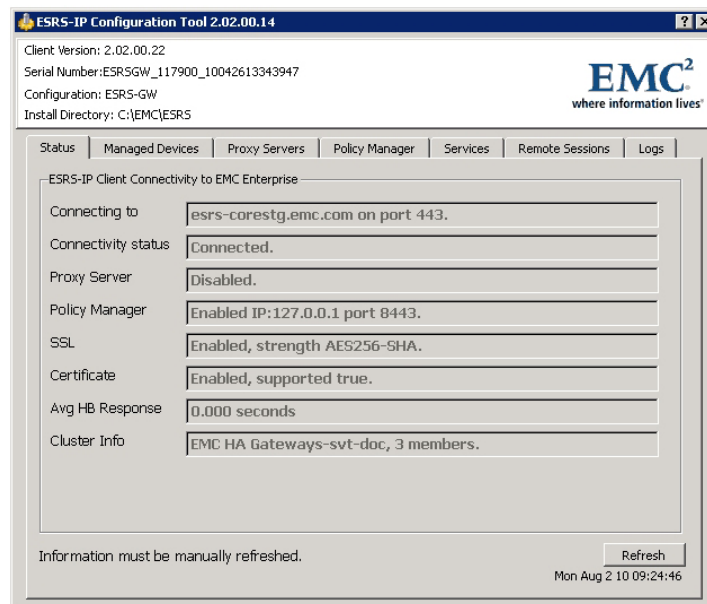 ESRS-IP Configuration Tool 2.02.00.14
Client Version: 2.02.00.22
Serial Number:ESRSGW_117900_10042613343947
Configuration: ESRS-GW
Install Directory: C:\EMC\ESRS
EMC²
where information lives®
Status Managed Devices Proxy Servers Policy Manager Services Remote Sessions Logs
ESRS-IP Client Connectivity to EMC Enterprise
Connecting to esrs-corestg.emc.com on port 443.
Connectivity status Connected.
Proxy Server Disabled.
Policy Manager Enabled IP:127.0.0.1 port 8443.
SSL Enabled, strength AES256-SHA.
Certificate Enabled, supported true.
Avg HB Response 0.000 seconds
Cluster Info EMC HA Gateways-svt-doc, 3 members.
Information must be manually refreshed.
Refresh
Mon Aug 2 10 09:24:46